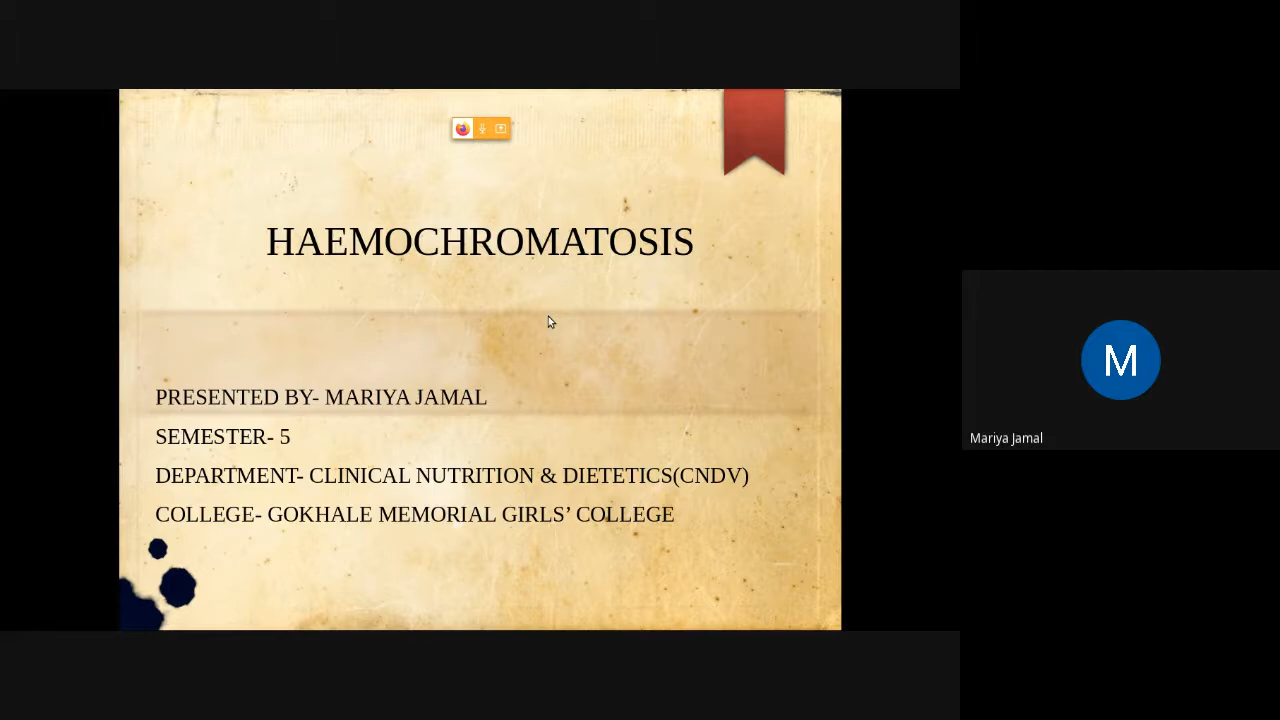 HAEMOCHROMATOSIS
PRESENTED BY- MARIYA JAMAL
SEMESTER- 5
DEPARTMENT- CLINICAL NUTRITION & DIETETICS(CNDV)
COLLEGE- GOKHALE MEMORIAL GIRLS’ COLLEGE
M
Mariya Jamal